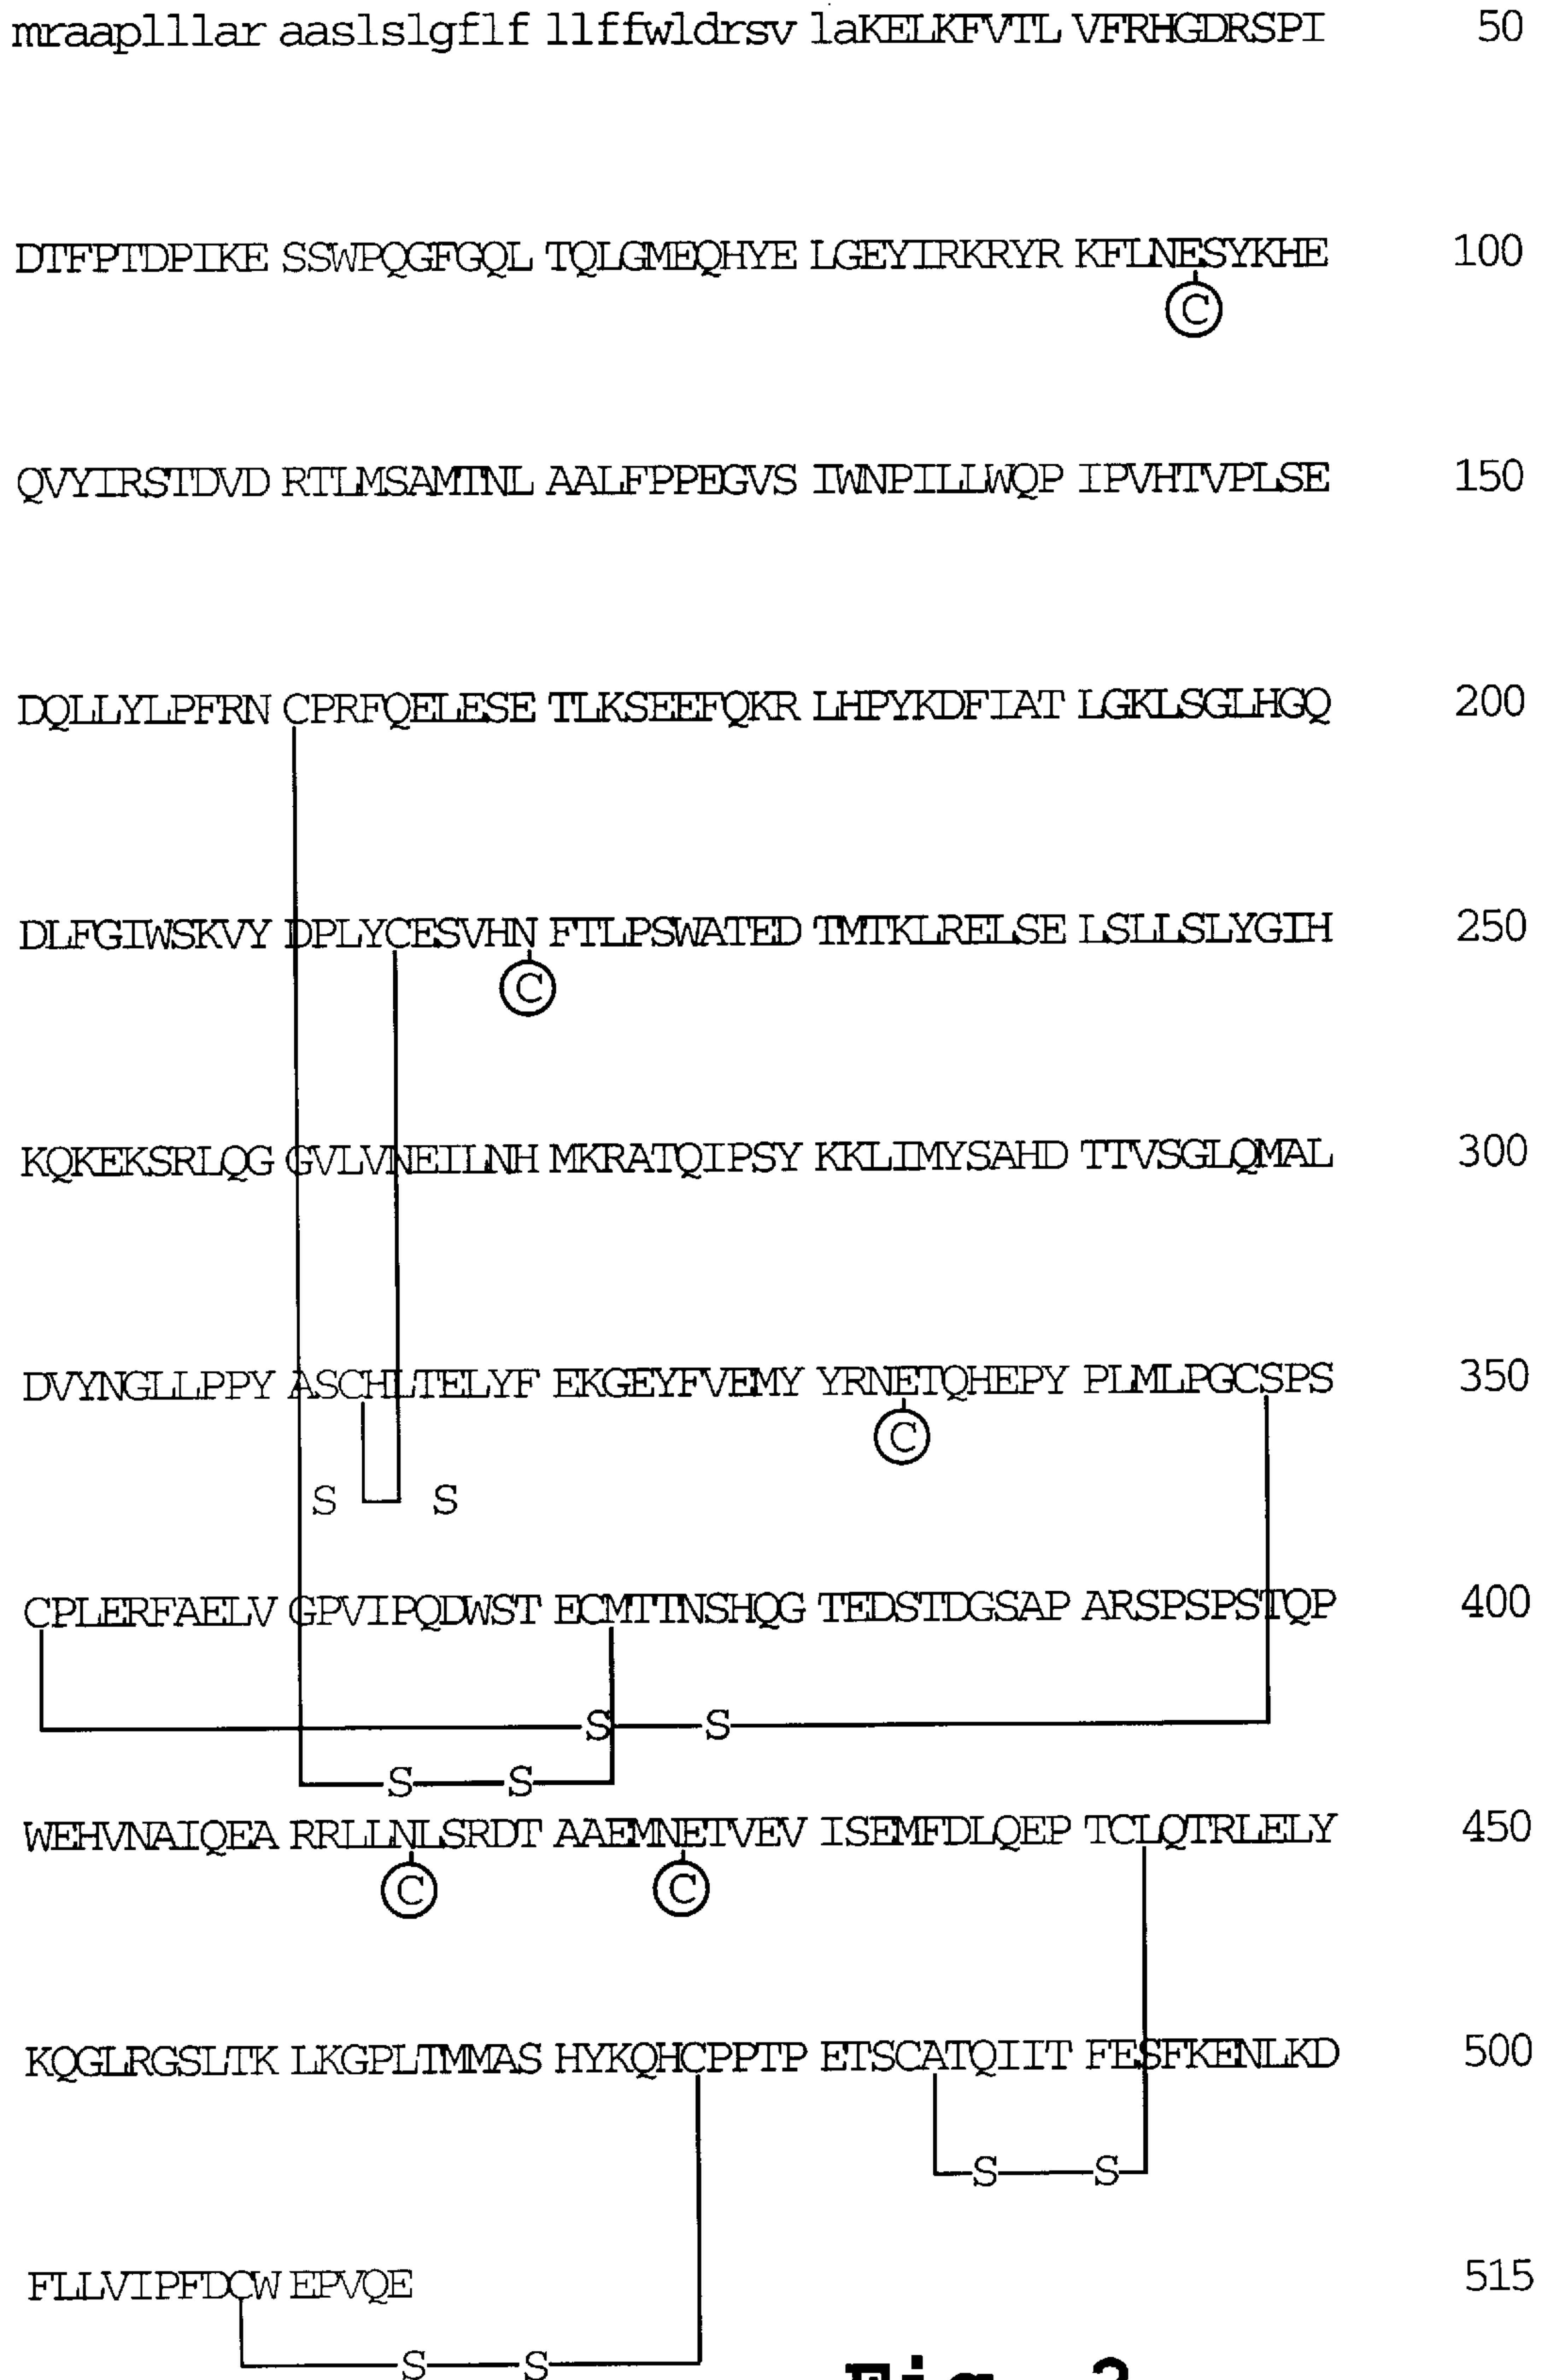 mraaplllar aaslslgflf llffwldrsv laKELKFVTL VFRHGDRSPI 50
DTFPTDPIKE SSWPQGFGQL TQLGMEQHYE LGEYIRKRYR KFLNESYKHE 100
C
QVYIRSTDVD RTLMSAMTNL AALFPPEGVS IWNPILLWQP IPVHTVPLSE 150
DQLLYLPFRN CPRFQELESE TLKSEEFQKR LHPYKDFIAT LGKLSGLHGQ 200
DLFGIWSKVY DPLYCESVHN FTLPSWATED TMTKLRELSE LSLLSLYGIH 250
C
KQKEKSRLQG GVLVNEILNH MKRATQIPSY KKLIMYSAHD TTVSGLQMAL 300
DVYNGLLPPY ASCHLTELYF EKGEYFVEMY YRNETQHEPY PLMLPGCSPS 350
C
S S
CPLERFAELV GPVIPQDWST ECMTTNSHQG TEDSTDGSAP ARSPSPSTQP 400
S S
S S
WEHVNAIQEA RRLLNLSRDT AAEMNETVEV ISEMFDLQEP TCLQTRLELY 450
C C
KQGLRGSLTK LKGPLTMMAS HYKQHCPPTP ETSCATQIIT FESFKENLKD 500
S S
FLLVIPFDCW EPVQE 515
S S